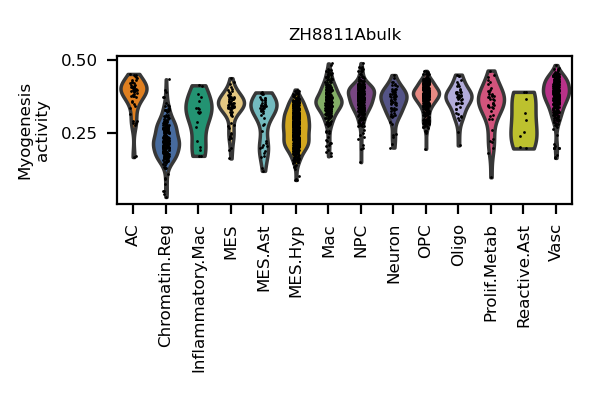 ZH8811Abulk
Myogenesis
activity
0.50
0.25
AC
Chromatin.Reg
Inflammatory.Mac
MES
MES.Ast
MES.Hyp
Mac
NPC
Neuron
OPC
Oligo
Prolif.Metab
Reactive.Ast
Vasc